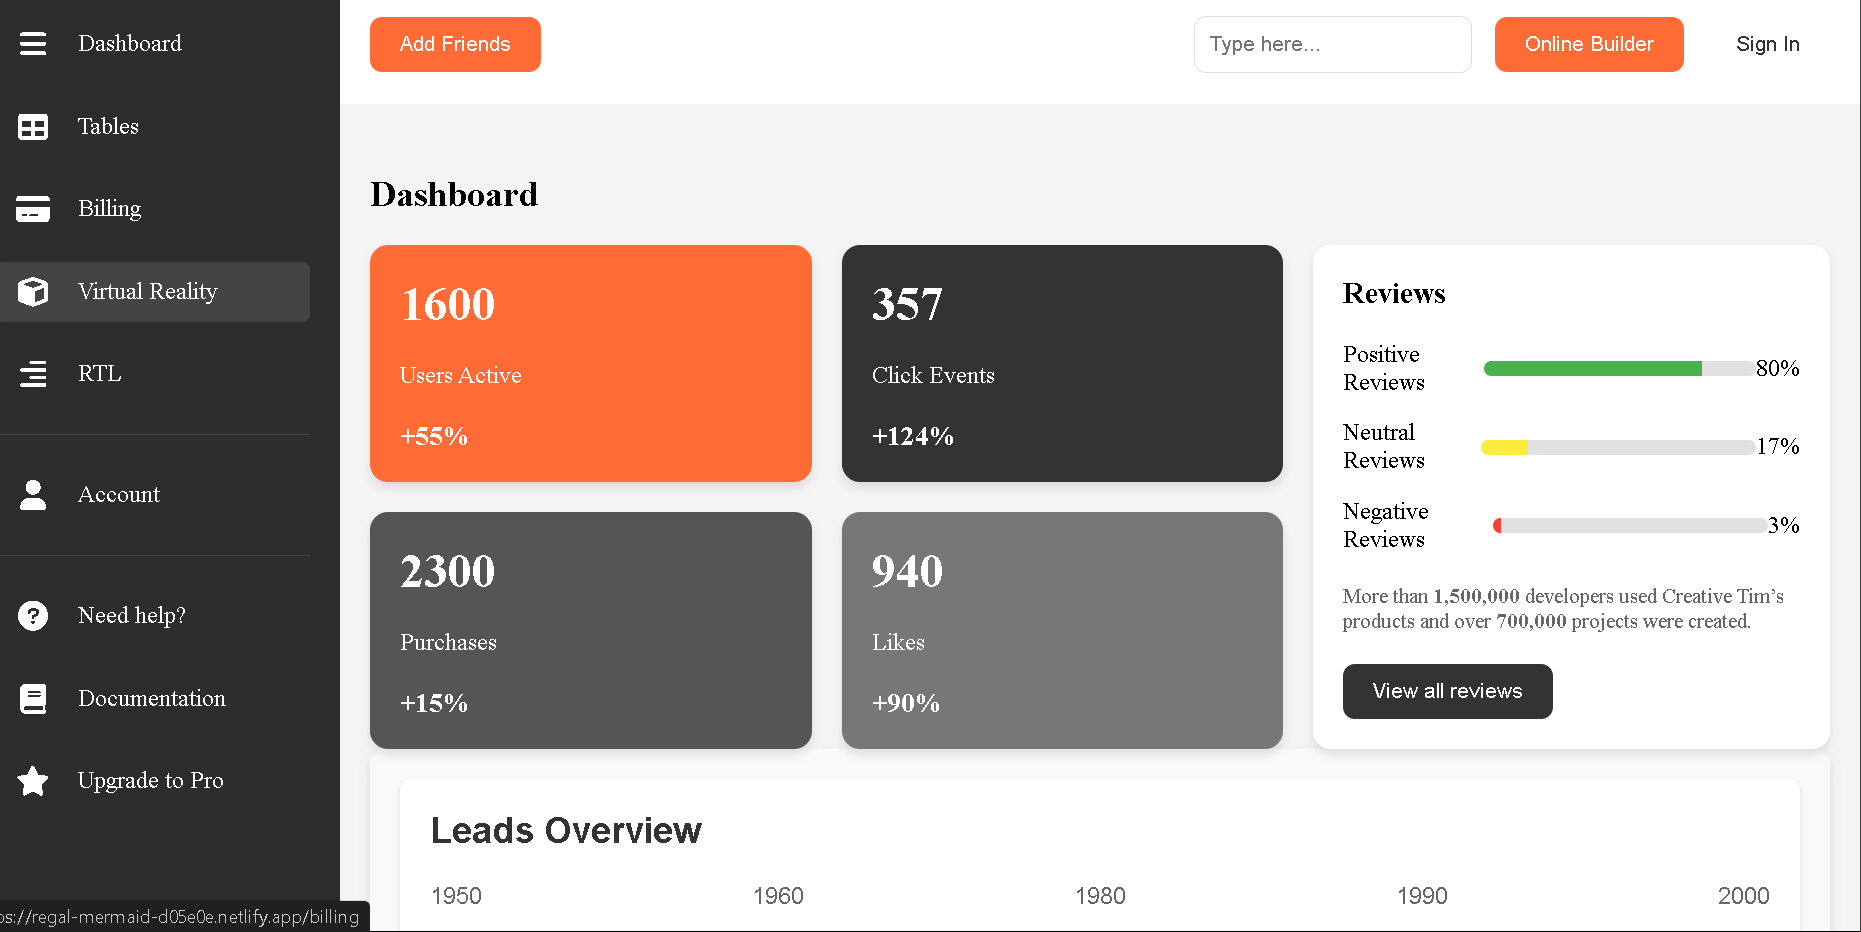 Dashboard
Tables
Billing
Virtual Reality
RTL
Account
Need help?
Documentation
Upgrade to Pro
Add Friends
Type here...
Online Builder
Sign In
Dashboard
1600
Users Active
+55%
357
Click Events
+124%
2300
Purchases
+15%
940
Likes
+90%
Reviews
Positive
Reviews
80%
Neutral
Reviews
17%
Negative
Reviews
3%
More than 1,500,000 developers used Creative Tim’s
products and over 700,000 projects were created.
View all reviews
Leads Overview
1950 1960 1980 1990 2000
ps://regal-mermaid-d05e0e.netlify.app/billing